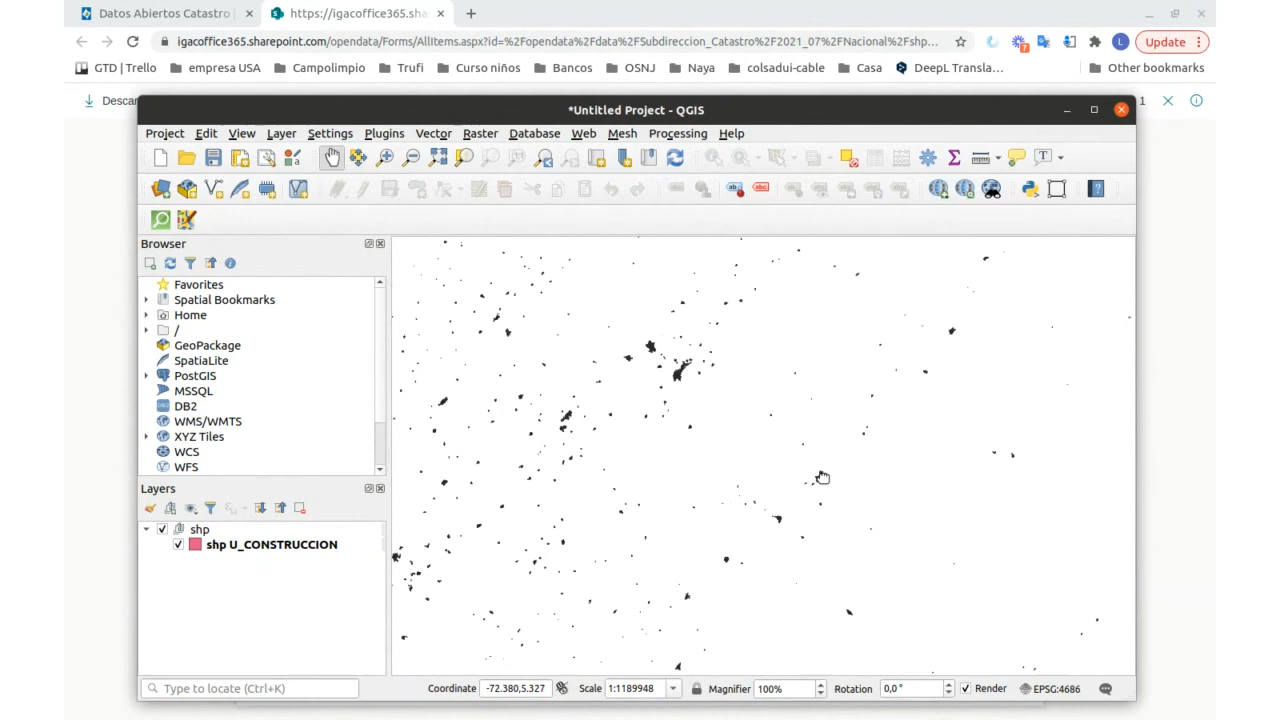 Datos Abiertos Catastro
https://igacoffice365.sha
igacoffice365.sharepoint.com/opendata/Forms/AllItems.aspx?id=%2Fopendata%2Fdata%2FSubdireccion_Catastro%2F2021_07%2FNacional%2Fshp...
Update
GTD | Trello
empresa USA
Campolimpio
Trufi
Curso niños
Bancos
OSNJ
Naya
colsadui-cable
Casa
DeepL Transla...
Other bookmarks
Descar
1
*Untitled Project - QGIS
Project Edit View Layer Settings Plugins Vector Raster Database Web Mesh Processing Help
Browser
Favorites
Spatial Bookmarks
Home
/
GeoPackage
SpatiaLite
PostGIS
MSSQL
DB2
WMS/WMTS
XYZ Tiles
WCS
WFS
Layers
shp
shp U_CONSTRUCCION
Type to locate (Ctrl+K)
Coordinate -72.380,5.327
Scale 1:1189948
Magnifier 100%
Rotation 0,0 °
Render
EPSG:4686